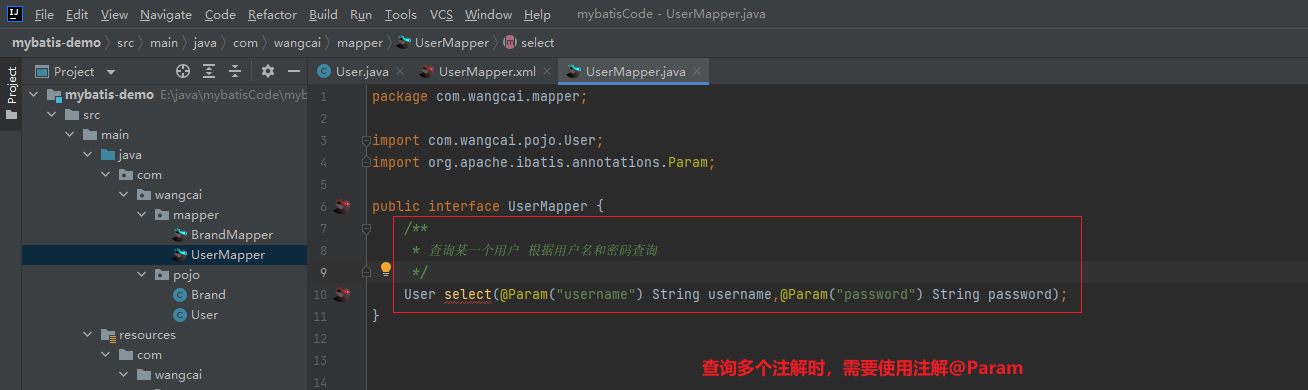 File Edit View Navigate Code Refactor Build Run Tools VCS Window Help mybatisCode - UserMapper.java
mybatis-demo src main java com wangcai mapper UserMapper m select
Project
Project
User.java
UserMapper.xml
UserMapper.java
mybatis-demo E:\java\mybatisCode\myb
src
main
java
com
wangcai
mapper
BrandMapper
UserMapper
pojo
Brand
User
resources
com
wangcai
1 package com.wangcai.mapper;
2
3 import com.wangcai.pojo.User;
4 import org.apache.ibatis.annotations.Param;
5
6 public interface UserMapper {
7 /**
8 * 查询某一个用户 根据用户名和密码查询
9 */
10 User select(@Param("username") String username,@Param("password") String password);
11 }
12
13
14
查询多个注解时，需要使用注解@Param